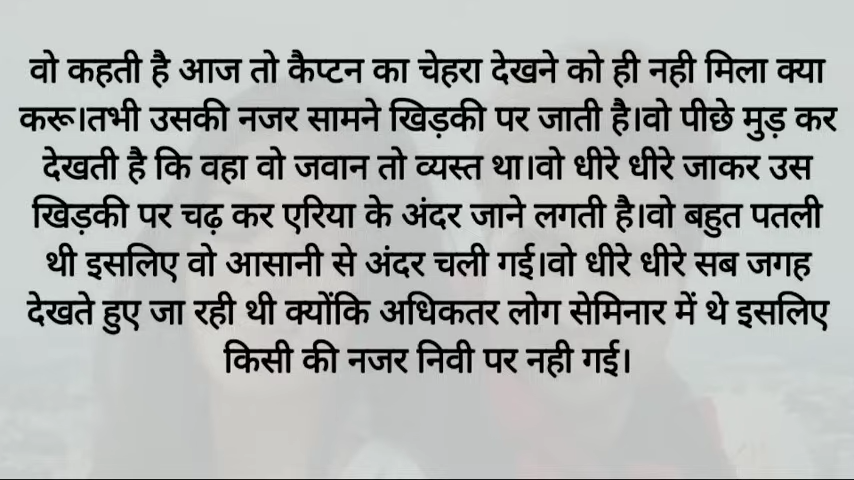 वो कहती है आज तो कैप्टन का चेहरा देखने को ही नही मिला क्या
करू।तभी उसकी नजर सामने खिड़की पर जाती है।वो पीछे मुड़ कर
देखती है कि वहा वो जवान तो व्यस्त था।वो धीरे धीरे जाकर उस
खिड़की पर चढ़ कर एरिया के अंदर जाने लगती है।वो बहुत पतली
थी इसलिए वो आसानी से अंदर चली गई।वो धीरे धीरे सब जगह
देखते हुए जा रही थी क्योंकि अधिकतर लोग सेमिनार में थे इसलिए
किसी की नजर निवी पर नही गई।